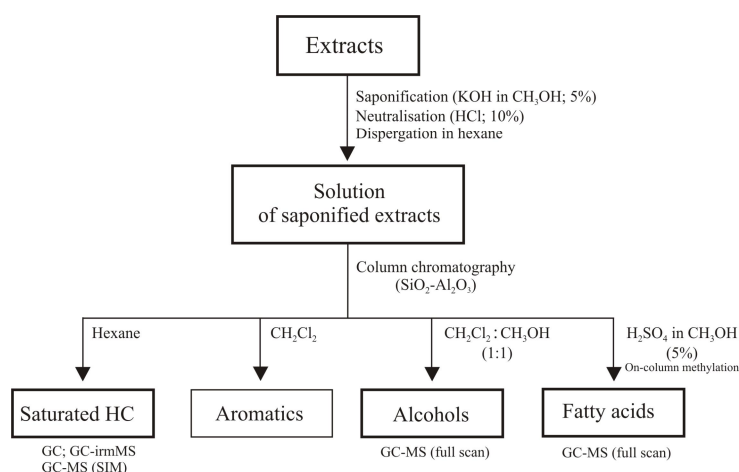 Extracts
Saponification (KOH in CH₃OH; 5%)
Neutralisation (HCl; 10%)
Dispergation in hexane
Solution
of saponified extracts
Column chromatography
(SiO₂-Al₂O₃)
Hexane
CH₂Cl₂
CH₂Cl₂ : CH₃OH
(1:1)
H₂SO₄ in CH₃OH
(5%)
On-column methylation
Saturated HC
Aromatics
Alcohols
Fatty acids
GC; GC-irmMS
GC-MS (SIM)
GC-MS (full scan)
GC-MS (full scan)